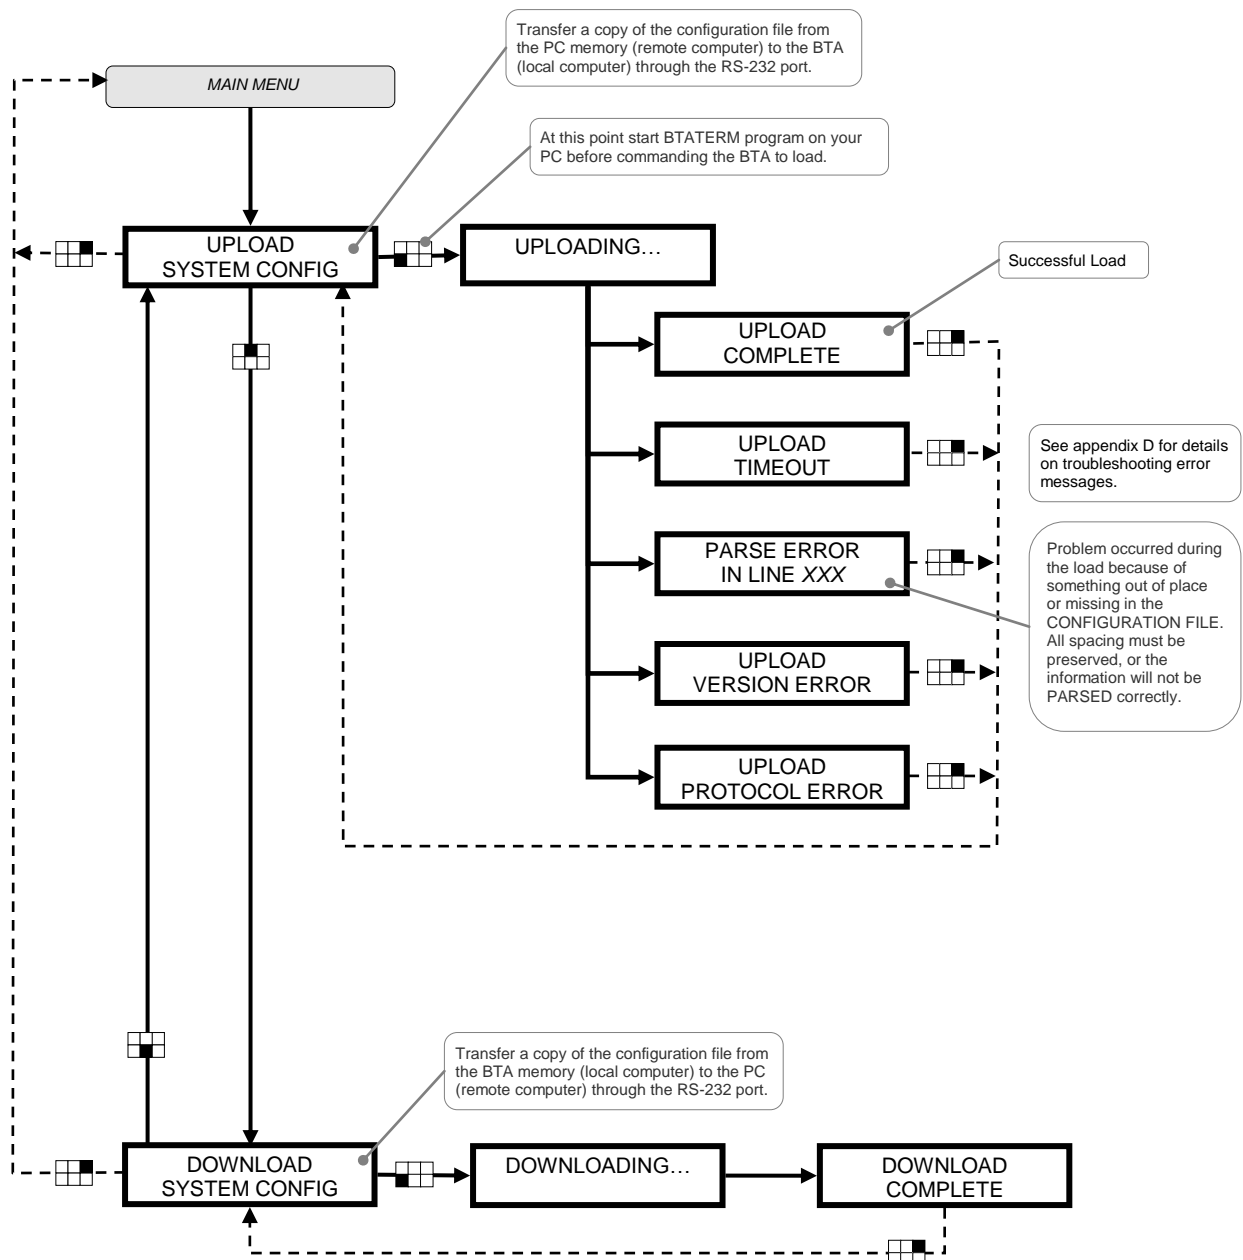 Transfer a copy of the configuration file from
the PC memory (remote computer) to the BTA
(local computer) through the RS-232 port.
MAIN MENU
At this point start BTATERM program on your
PC before commanding the BTA to load.
UPLOAD
SYSTEM CONFIG
UPLOADING...
Successful Load
UPLOAD
COMPLETE
UPLOAD
TIMEOUT
See appendix D for details
on troubleshooting error
messages.
PARSE ERROR
IN LINE XXX
Problem occurred during
the load because of
something out of place
or missing in the
CONFIGURATION FILE.
All spacing must be
preserved, or the
information will not be
PARSED correctly.
UPLOAD
VERSION ERROR
UPLOAD
PROTOCOL ERROR
Transfer a copy of the configuration file from
the BTA memory (local computer) to the PC
(remote computer) through the RS-232 port.
DOWNLOAD
SYSTEM CONFIG
DOWNLOADING...
DOWNLOAD
COMPLETE